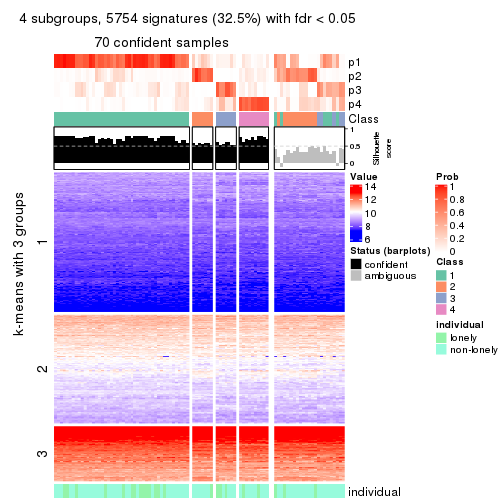 4 subgroups, 5754 signatures (32.5%) with fdr < 0.05
70 confident samples
p1
p2
p3
p4
Class
1
0.5
0
Silhouette
score
k-means with 3 groups
1
2
3
individual
Value
14
12
10
8
6
Status (barplots)
confident
ambiguous
Prob
1
0.8
0.6
0.4
0.2
0
Class
1
2
3
4
individual
lonely
non-lonely